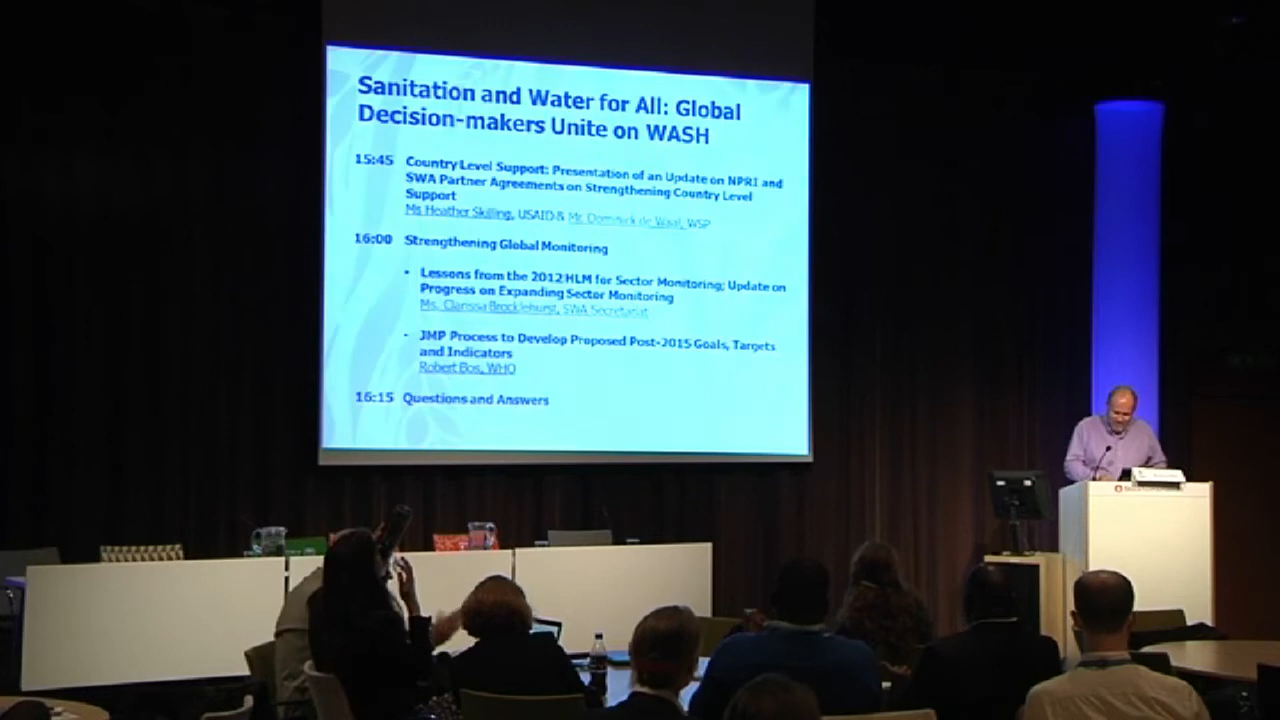 Sanitation and Water for All: Global
Decision-makers Unite on WASH
15:45 Country Level Support: Presentation of an Update on NPRI and
SWA Partner Agreements on Strengthening Country Level
Support
Ms Heather Skilling, USAID & Mr. Dominick de Waal, WSP
16:00 Strengthening Global Monitoring
- Lessons from the 2012 HLM for Sector Monitoring; Update on
Progress on Expanding Sector Monitoring
Ms. Clarissa Brocklehurst, SWA Secretariat
- JMP Process to Develop Proposed Post-2015 Goals, Targets
and Indicators
Robert Bos, WHO
16:15 Questions and Answers